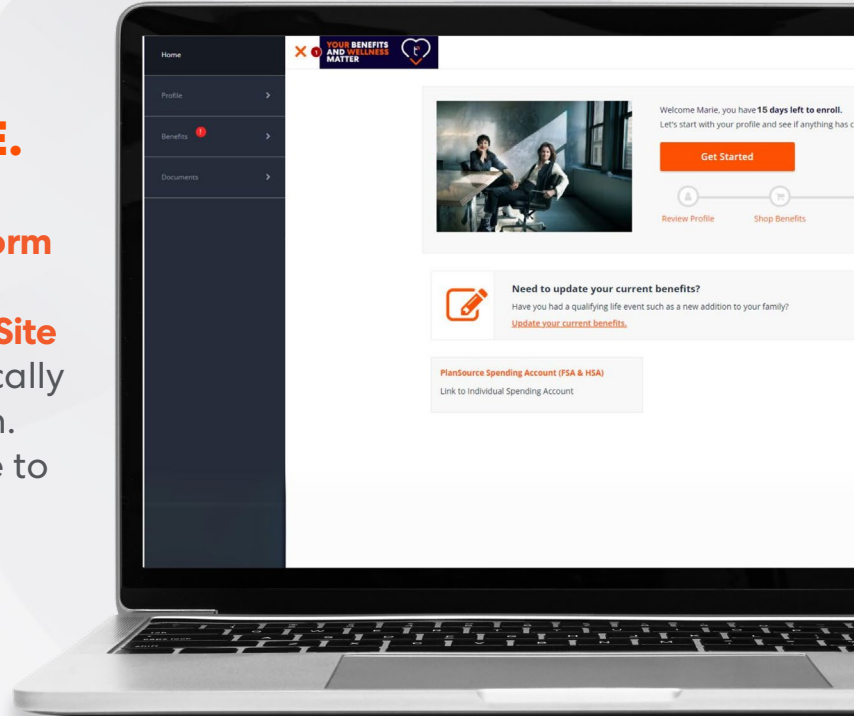 E.
orm
Site
cally
n.
e to
Home
Profile
Benefits !
Documents
1
YOUR BENEFITS
AND WELLNESS
MATTER
Welcome Marie, you have 15 days left to enroll.
Let's start with your profile and see if anything has c
Get Started
Review Profile Shop Benefits
Need to update your current benefits?
Have you had a qualifying life event such as a new addition to your family?
Update your current benefits.
PlanSource Spending Account (FSA & HSA)
Link to Individual Spending Account